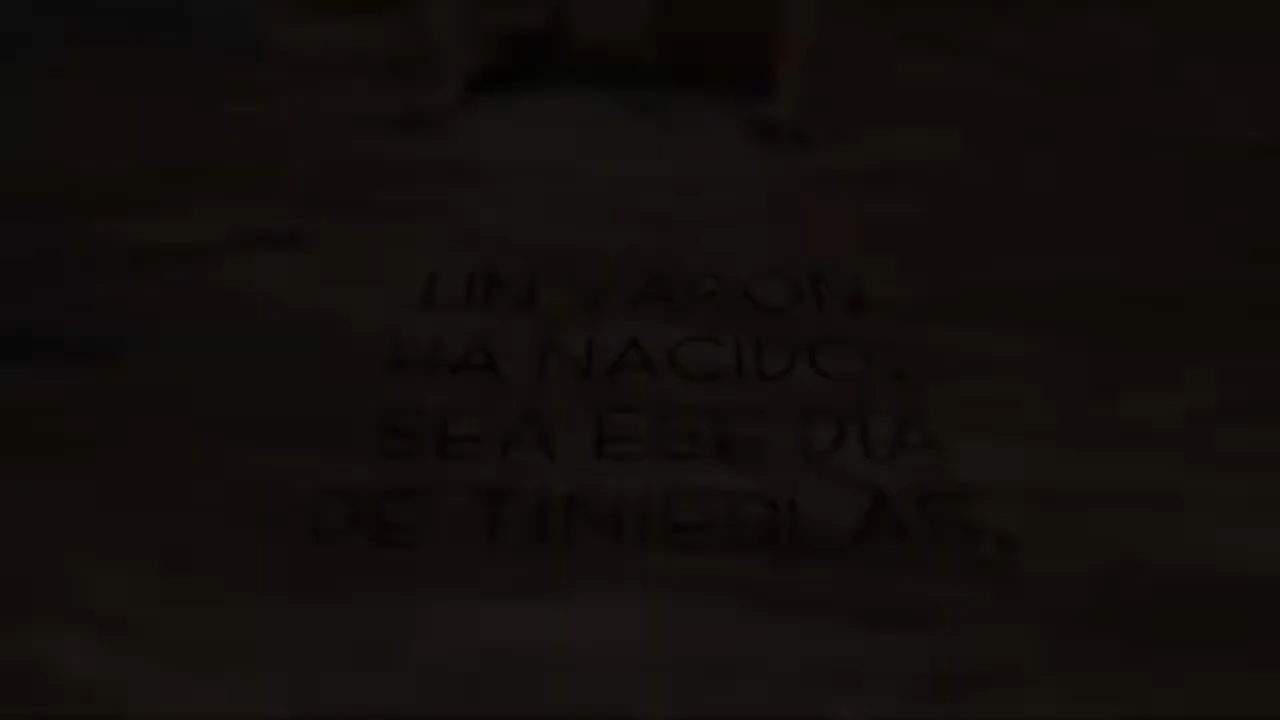 UN VARON
HA NACIDO.
SEA ESE DIA
DE TINIEBLAS.